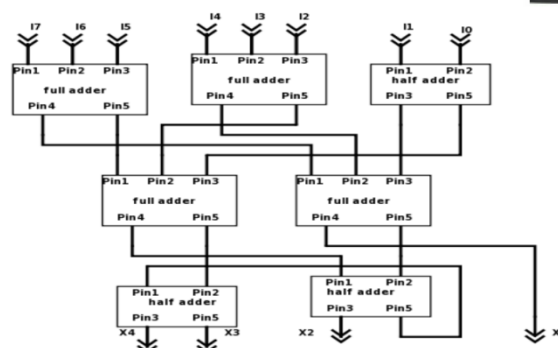 I7 I6 I5 I4 I3 I2 I1 I0
Pin1 Pin2 Pin3 Pin1 Pin2 Pin3 Pin1 Pin2
full adder full adder half adder
Pin4 Pin5 Pin4 Pin5 Pin3 Pin5
Pin1 Pin2 Pin3 Pin1 Pin2 Pin3
full adder full adder
Pin4 Pin5 Pin4 Pin5
Pin1 Pin2 Pin1 Pin2
half adder half adder
Pin3 Pin5 Pin3 Pin5
X4 X3 X2 X